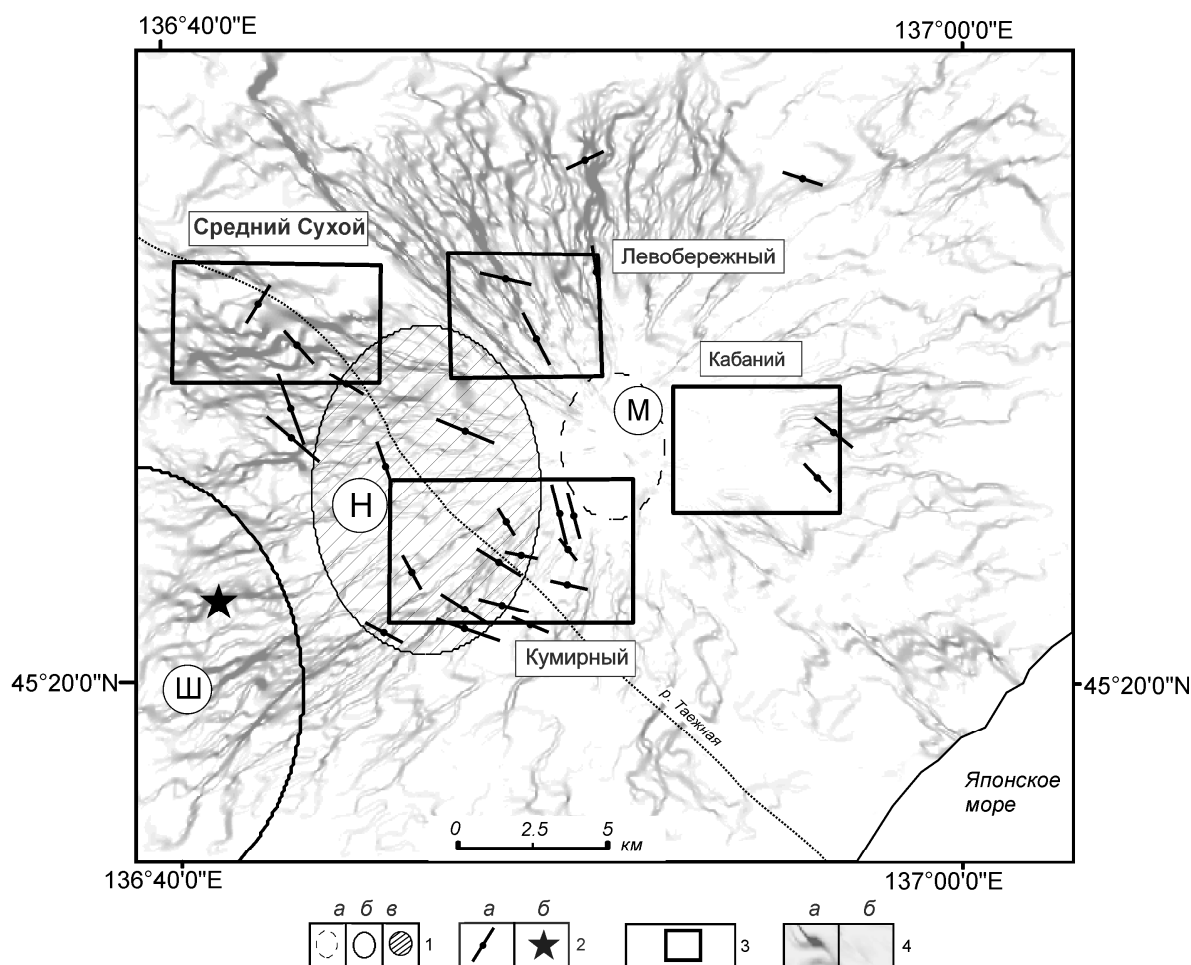 136°40'0"E
137°00'0"E
Средний Сухой
Левобережный
Кабаний
М
Н
Кумирный
45°20'0"N
45°20'0"N
Ш
р. Таежная
Японское
море
0 2.5 5
км
136°40'0"E
137°00'0"E
а б в
1
а б
2
3
а б
4